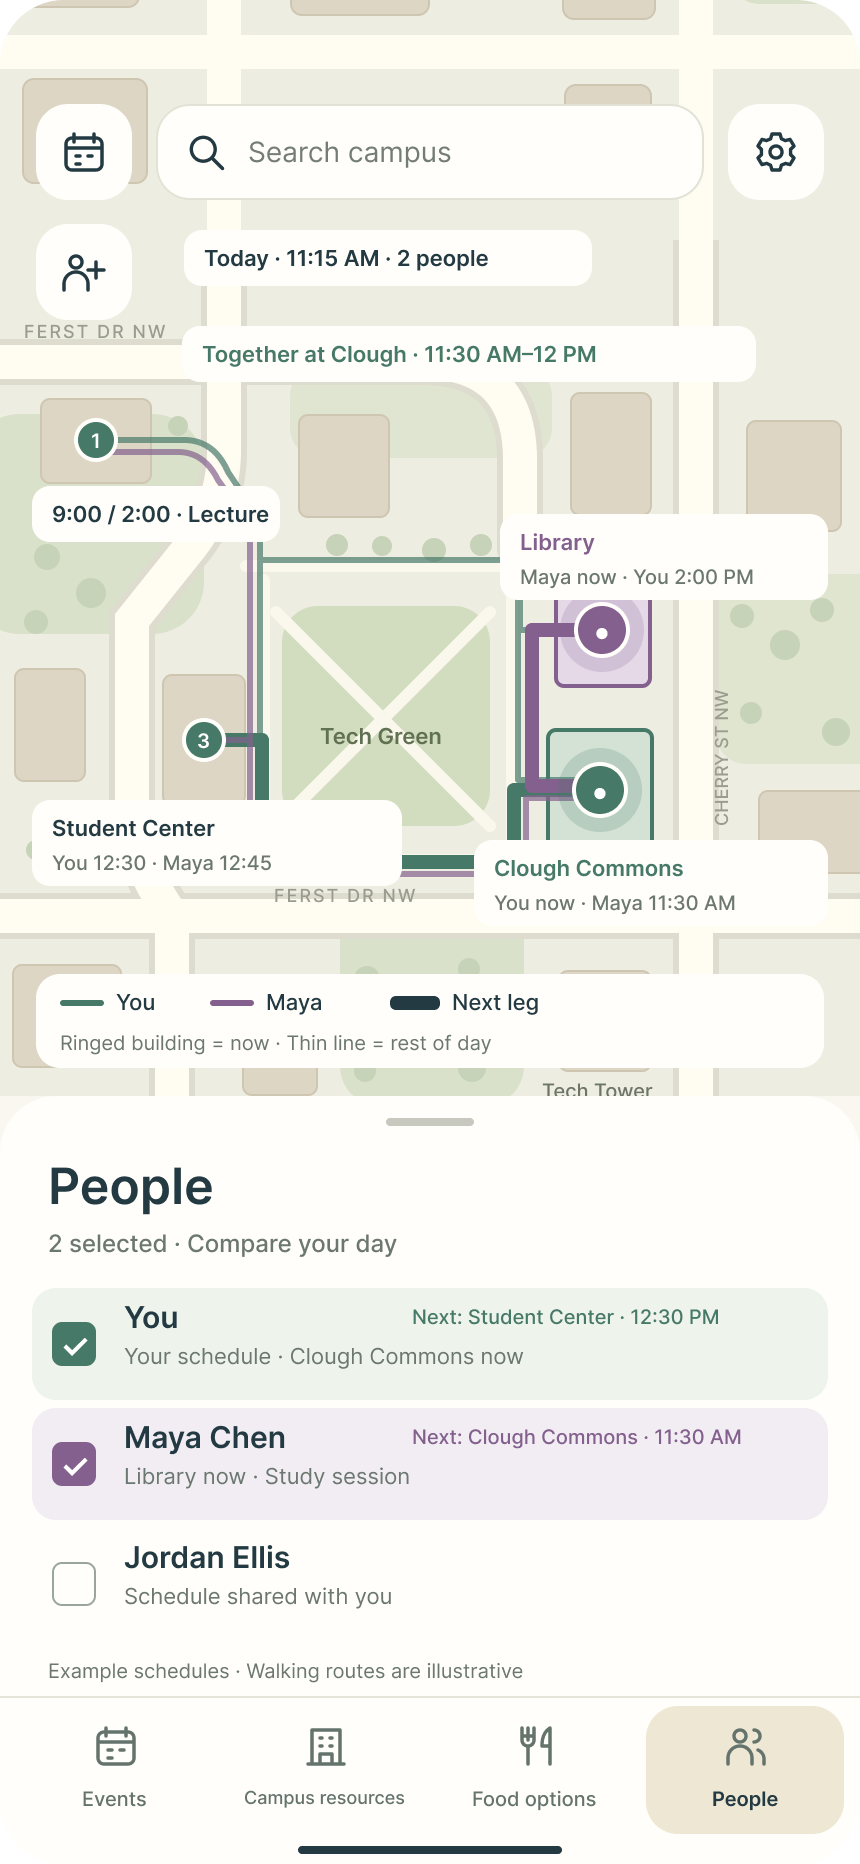 Search campus
Today · 11:15 AM · 2 people
FERST DR NW
Together at Clough · 11:30 AM–12 PM
1
9:00 / 2:00 · Lecture
Library
Maya now · You 2:00 PM
Tech Green
3
CHERRY ST NW
Student Center
You 12:30 · Maya 12:45
Clough Commons
You now · Maya 11:30 AM
FERST DR NW
You
Maya
Next leg
Ringed building = now · Thin line = rest of day
Tech Tower
People
2 selected · Compare your day
You
Next: Student Center · 12:30 PM
Your schedule · Clough Commons now
Maya Chen
Next: Clough Commons · 11:30 AM
Library now · Study session
Jordan Ellis
Schedule shared with you
Example schedules · Walking routes are illustrative
Events
Campus resources
Food options
People